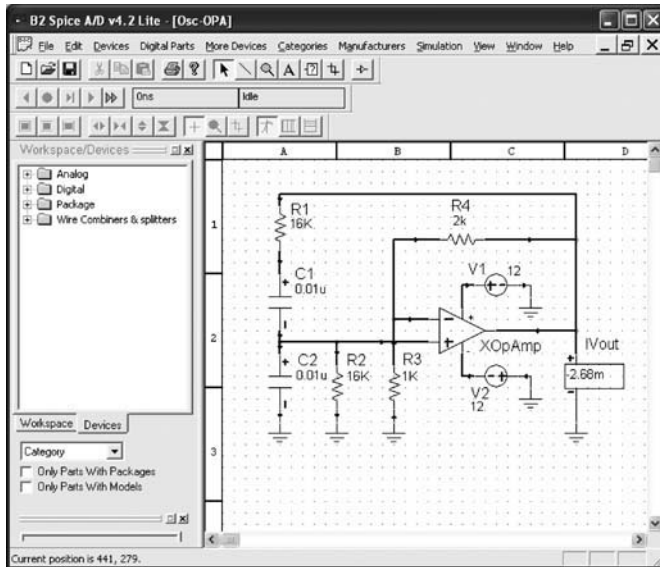 B2 Spice A/D v4.2 Lite - [Osc-OPA]
File Edit Devices Digital Parts More Devices Categories Manufacturers Simulation View Window Help
0ns Idle
Workspace/Devices
Analog
Digital
Package
Wire Combiners & splitters
Workspace Devices
Category
Only Parts With Packages
Only Parts With Models
A B C D
1
2
3
R1
16K
R4
2k
C1
0.01u
V1 12
XOpAmp
IVout
-2.68m
C2
0.01u
R2
16K
R3
1K
V2
12
Current position is 441, 279.